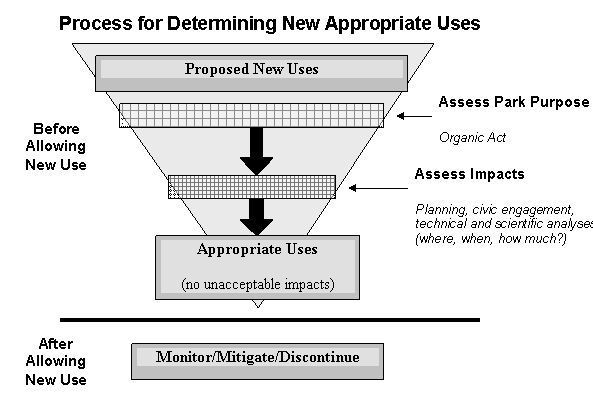 Process for Determining New Appropriate Uses
Proposed New Uses
Assess Park Purpose
Organic Act
Before
Allowing
New Use
Assess Impacts
Planning, civic engagement,
technical and scientific analyses
(where, when, how much?)
Appropriate Uses
(no unacceptable impacts)
After
Allowing
New Use
Monitor/Mitigate/Discontinue